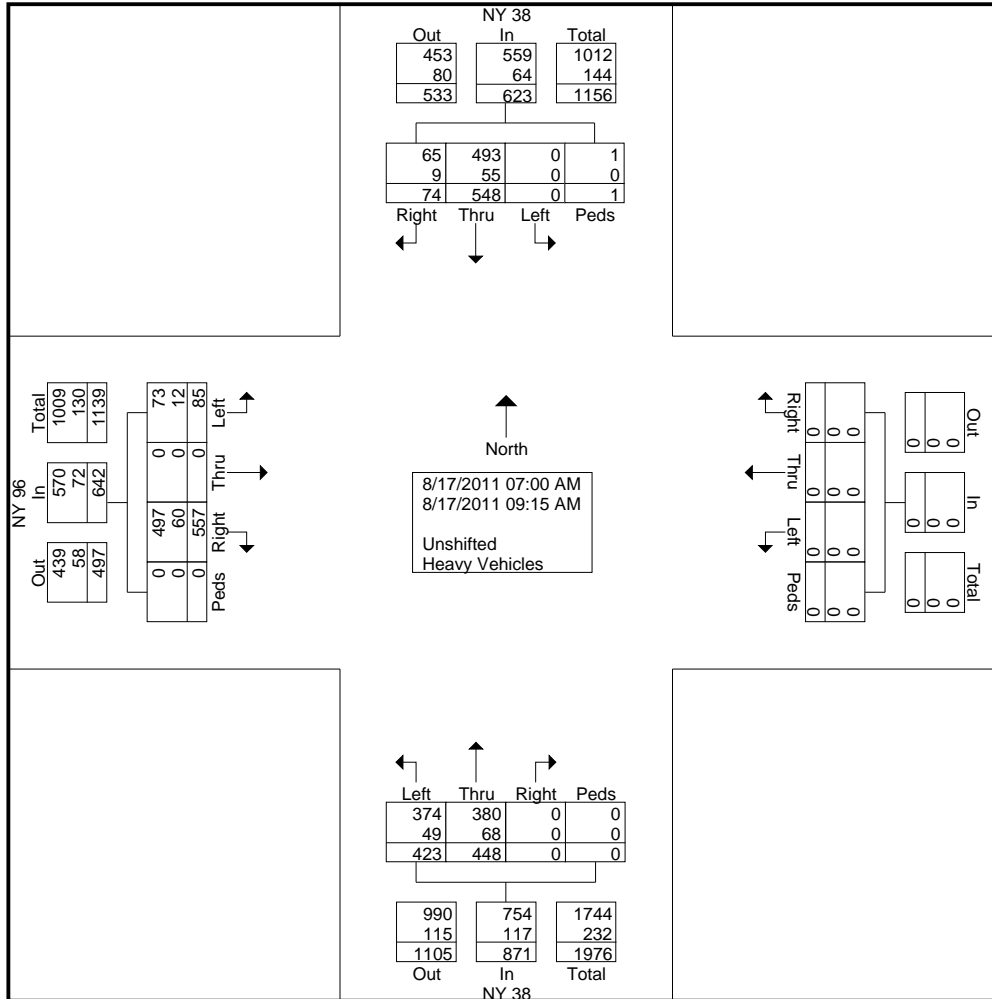 NY 38
Out In Total
453 559 1012
80 64 144
533 623 1156
65 493 0 1
9 55 0 0
74 548 0 1
Right Thru Left Peds
NY 96
Total 1009 130 1139
In 570 72 642
Out 439 58 497
73 12 85 Left
0 0 0 Thru
497 60 557 Right
0 0 0 Peds
North
8/17/2011 07:00 AM
8/17/2011 09:15 AM
Unshifted
Heavy Vehicles
Right 0 0 0
Thru 0 0 0
Left 0 0 0
Peds 0 0 0
Out 0 0 0
In 0 0 0
Total 0 0 0
Left Thru Right Peds
374 380 0 0
49 68 0 0
423 448 0 0
990 754 1744
115 117 232
1105 871 1976
Out In Total
NY 38